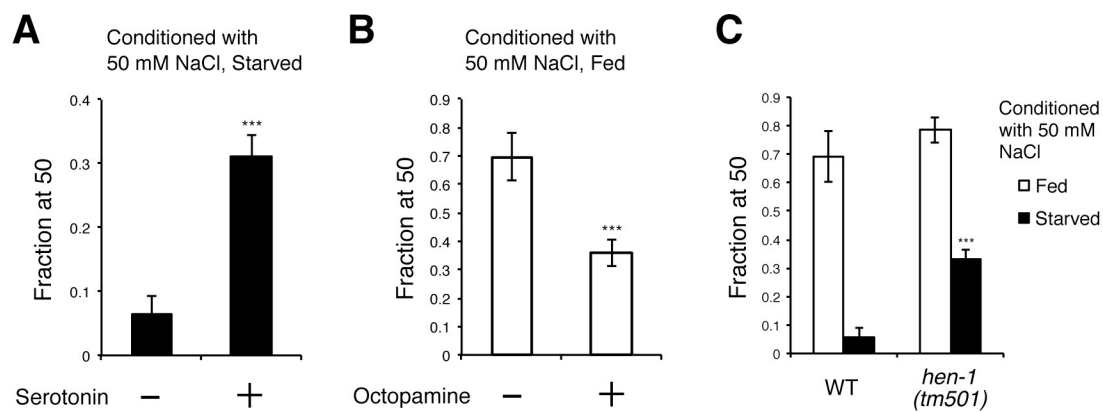 A
Conditioned with
50 mM NaCl, Starved
Fraction at 50
0.4
0.3
0.2
0.1
0
***
Serotonin − +
B
Conditioned with
50 mM NaCl, Fed
Fraction at 50
0.9
0.8
0.7
0.6
0.5
0.4
0.3
0.2
0.1
0
***
Octopamine − +
C
Fraction at 50
0.9
0.8
0.7
0.6
0.5
0.4
0.3
0.2
0.1
0
***
WT
hen-1
(tm501)
Conditioned
with 50 mM
NaCl
Fed
Starved